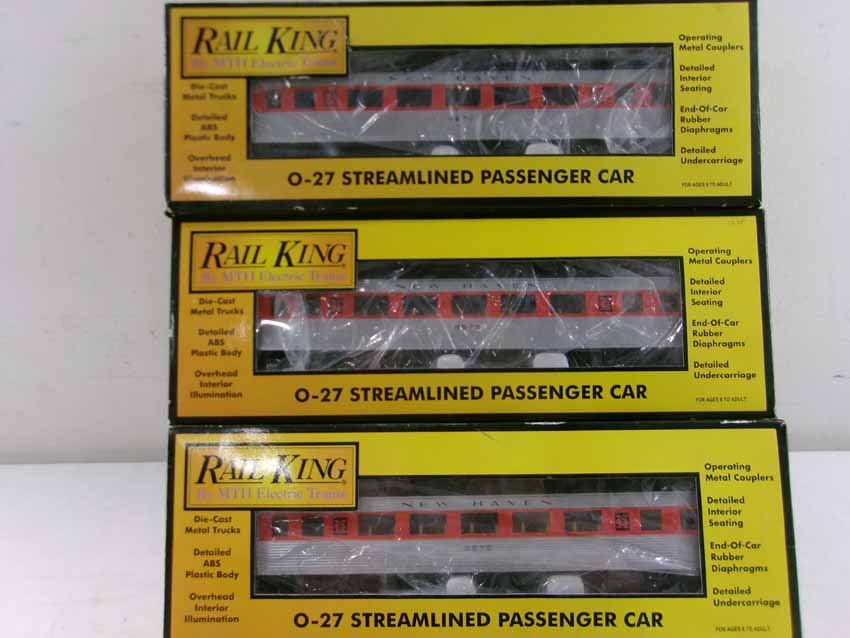 RAIL KING
By MTH Electric Trains
Die-Cast
Metal Trucks
Detailed
ABS
Plastic Body
Overhead
Interior
Illumination
NEW HAVEN
Operating
Metal Couplers
Detailed
Interior
Seating
End-Of-Car
Rubber
Diaphragms
Detailed
Undercarriage
O-27 STREAMLINED PASSENGER CAR
FOR AGES 8 TO ADULT
RAIL KING
By MTH Electric Trains
Die-Cast
Metal Trucks
Detailed
ABS
Plastic Body
Overhead
Interior
Illumination
NEW HAVEN
Operating
Metal Couplers
Detailed
Interior
Seating
End-Of-Car
Rubber
Diaphragms
Detailed
Undercarriage
O-27 STREAMLINED PASSENGER CAR
FOR AGES 8 TO ADULT
RAIL KING
By MTH Electric Trains
Die-Cast
Metal Trucks
Detailed
ABS
Plastic Body
Overhead
Interior
Illumination
NEW HAVEN
Operating
Metal Couplers
Detailed
Interior
Seating
End-Of-Car
Rubber
Diaphragms
Detailed
Undercarriage
O-27 STREAMLINED PASSENGER CAR
FOR AGES 8 TO ADULT